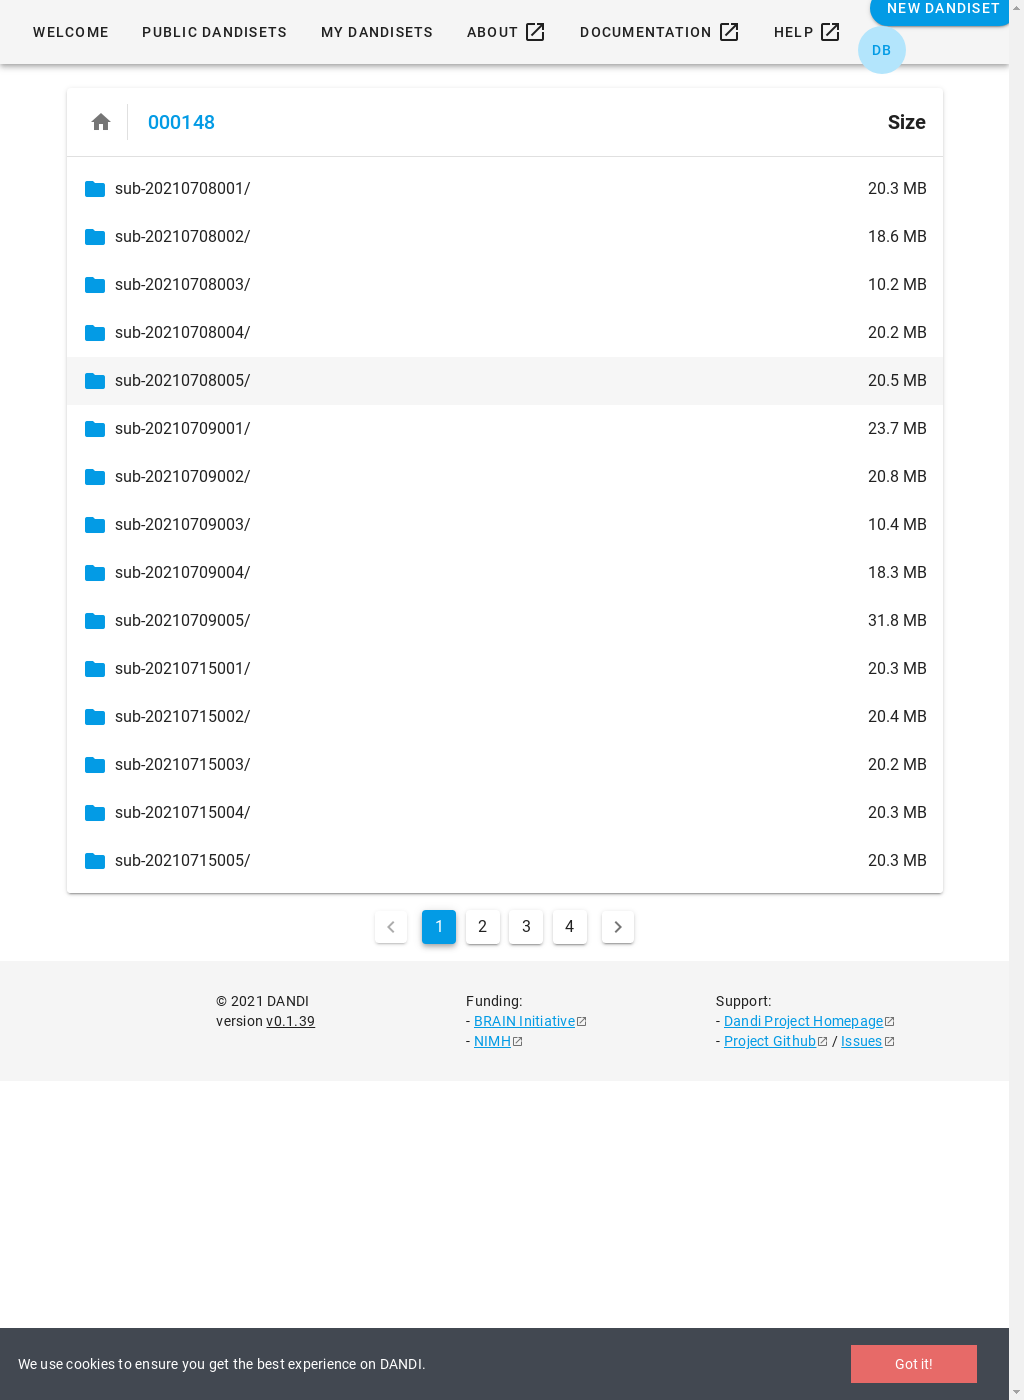 WELCOME PUBLIC DANDISETS MY DANDISETS ABOUT DOCUMENTATION HELP NEW DANDISET
DB
000148 Size
sub-20210708001/ 20.3 MB
sub-20210708002/ 18.6 MB
sub-20210708003/ 10.2 MB
sub-20210708004/ 20.2 MB
sub-20210708005/ 20.5 MB
sub-20210709001/ 23.7 MB
sub-20210709002/ 20.8 MB
sub-20210709003/ 10.4 MB
sub-20210709004/ 18.3 MB
sub-20210709005/ 31.8 MB
sub-20210715001/ 20.3 MB
sub-20210715002/ 20.4 MB
sub-20210715003/ 20.2 MB
sub-20210715004/ 20.3 MB
sub-20210715005/ 20.3 MB
1 2 3 4
© 2021 DANDI
version v0.1.39
Funding:
- BRAIN Initiative
- NIMH
Support:
- Dandi Project Homepage
- Project Github / Issues
We use cookies to ensure you get the best experience on DANDI. Got it!